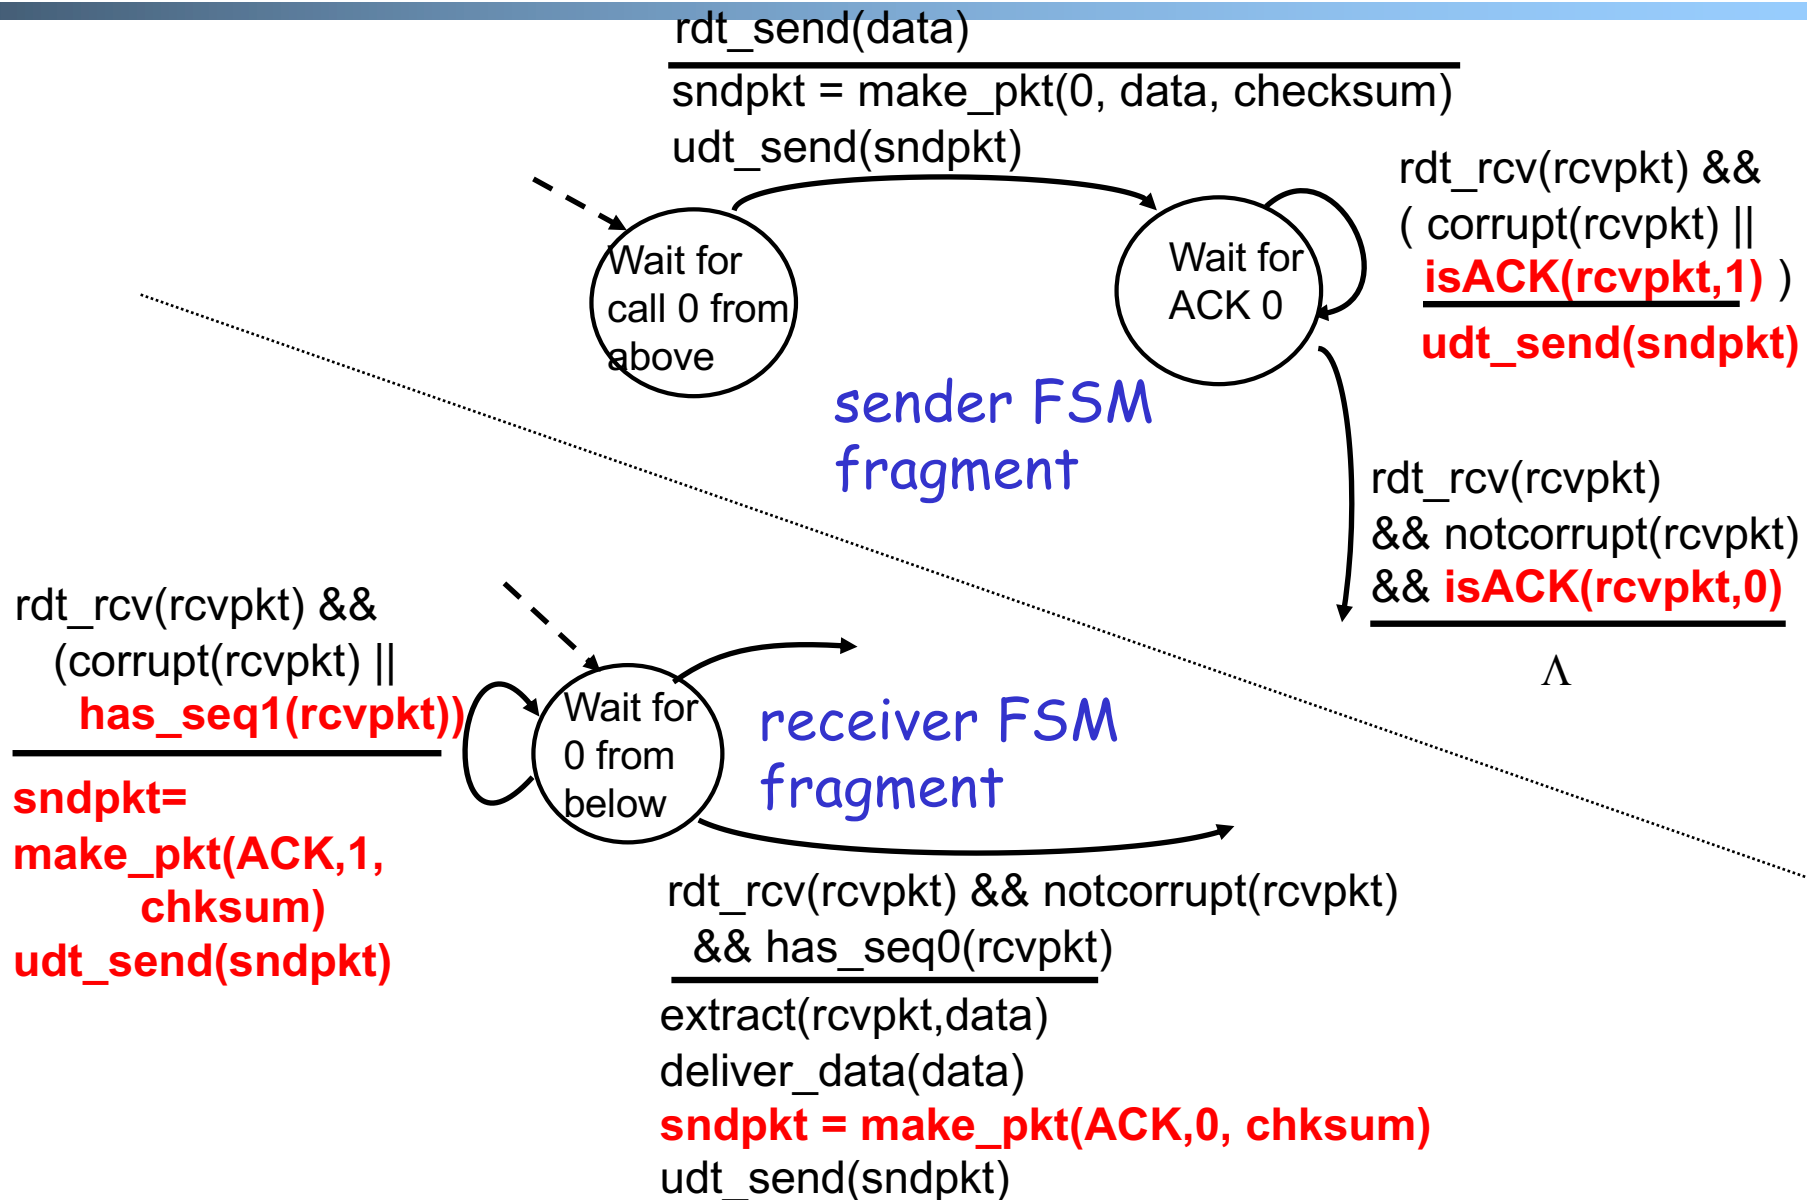 rdt_send(data)
sndpkt = make_pkt(0, data, checksum)
udt_send(sndpkt)
Wait for
call 0 from
above
Wait for
ACK 0
rdt_rcv(rcvpkt) &&
( corrupt(rcvpkt) ||
isACK(rcvpkt,1) )
udt_send(sndpkt)
sender FSM
fragment
rdt_rcv(rcvpkt)
&& notcorrupt(rcvpkt)
&& isACK(rcvpkt,0)
Λ
rdt_rcv(rcvpkt) &&
(corrupt(rcvpkt) ||
has_seq1(rcvpkt))
sndpkt=
make_pkt(ACK,1,
chksum)
udt_send(sndpkt)
Wait for
0 from
below
receiver FSM
fragment
rdt_rcv(rcvpkt) && notcorrupt(rcvpkt)
&& has_seq0(rcvpkt)
extract(rcvpkt,data)
deliver_data(data)
sndpkt = make_pkt(ACK,0, chksum)
udt_send(sndpkt)